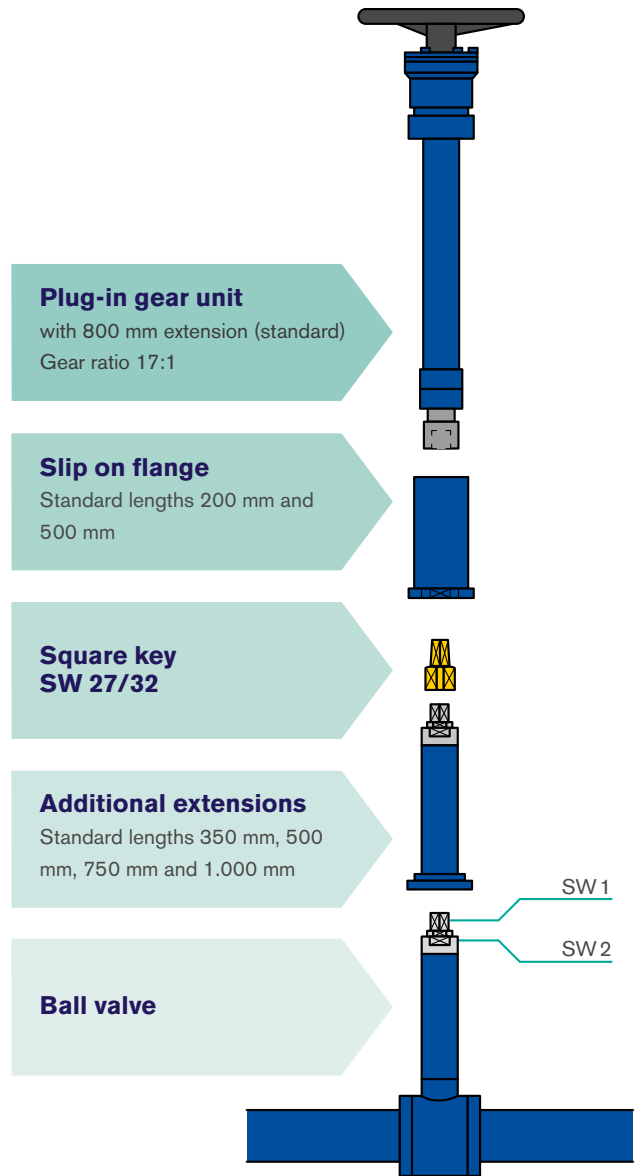 Plug-in gear unit
with 800 mm extension (standard)
Gear ratio 17:1
Slip on flange
Standard lengths 200 mm and
500 mm
Square key
SW 27/32
Additional extensions
Standard lengths 350 mm, 500
mm, 750 mm and 1.000 mm
SW 1
SW 2
Ball valve